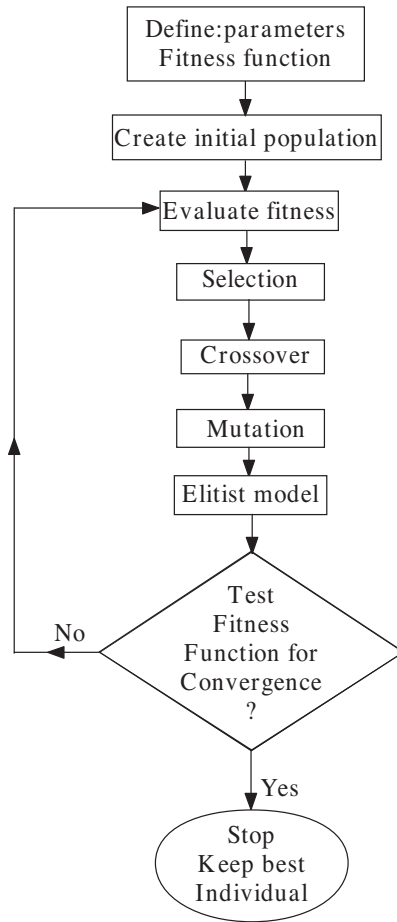 Define:parameters
Fitness function
Create initial population
Evaluate fitness
Selection
Crossover
Mutation
Elitist model
Test
Fitness
Function for
Convergence
?
No
Yes
Stop
Keep best
Individual